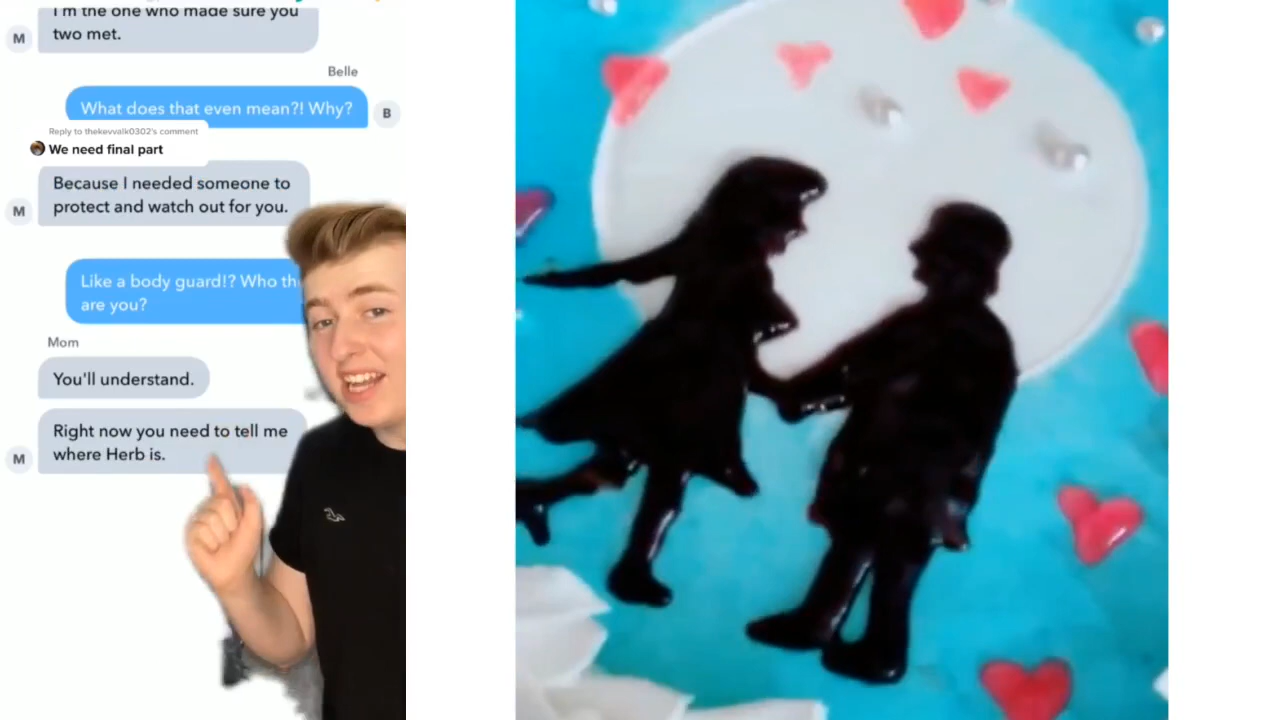 I'm the one who made sure you
two met.
M
Belle
What does that even mean?! Why?
B
Reply to thekevvalk0302's comment
We need final part
Because I needed someone to
protect and watch out for you.
M
Like a body guard!? Who th
are you?
Mom
You'll understand.
Right now you need to tell me
where Herb is.
M